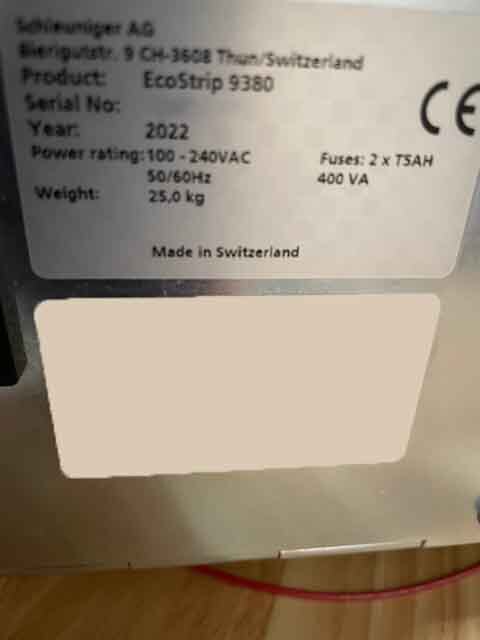 Schleuniger AG
Bierigutstr. 9 CH-3608 Thun/Switzerland
Product: EcoStrip 9380
Serial No:
Year: 2022
Power rating: 100 - 240VAC Fuses: 2 x T5AH
50/60Hz 400 VA
Weight: 25,0 kg
CE
Made in Switzerland